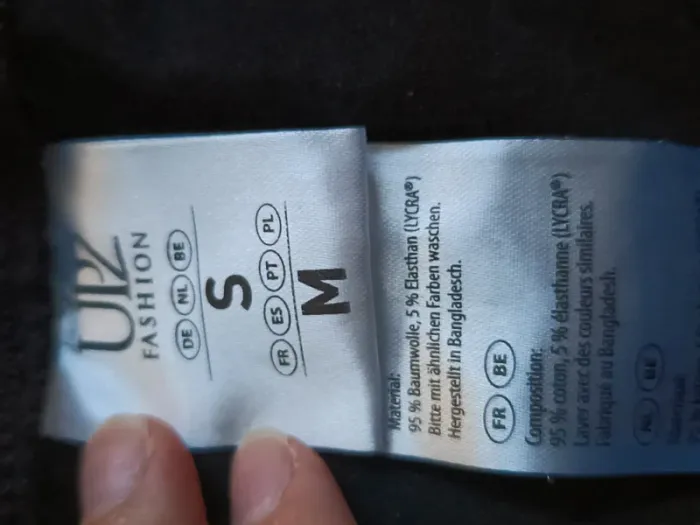 UPZ
FASHION
DE NL BE
S
FR ES PT PL
M
Material:
95 % Baumwolle, 5 % Elasthan (LYCRA®)
Bitte mit ähnlichen Farben waschen.
Hergestellt in Bangladesch.
FR BE
Composition:
95 % coton, 5 % élasthanne (LYCRA®)
Laver avec des couleurs similaires.
Fabriqué au Bangladesh.
NL BE